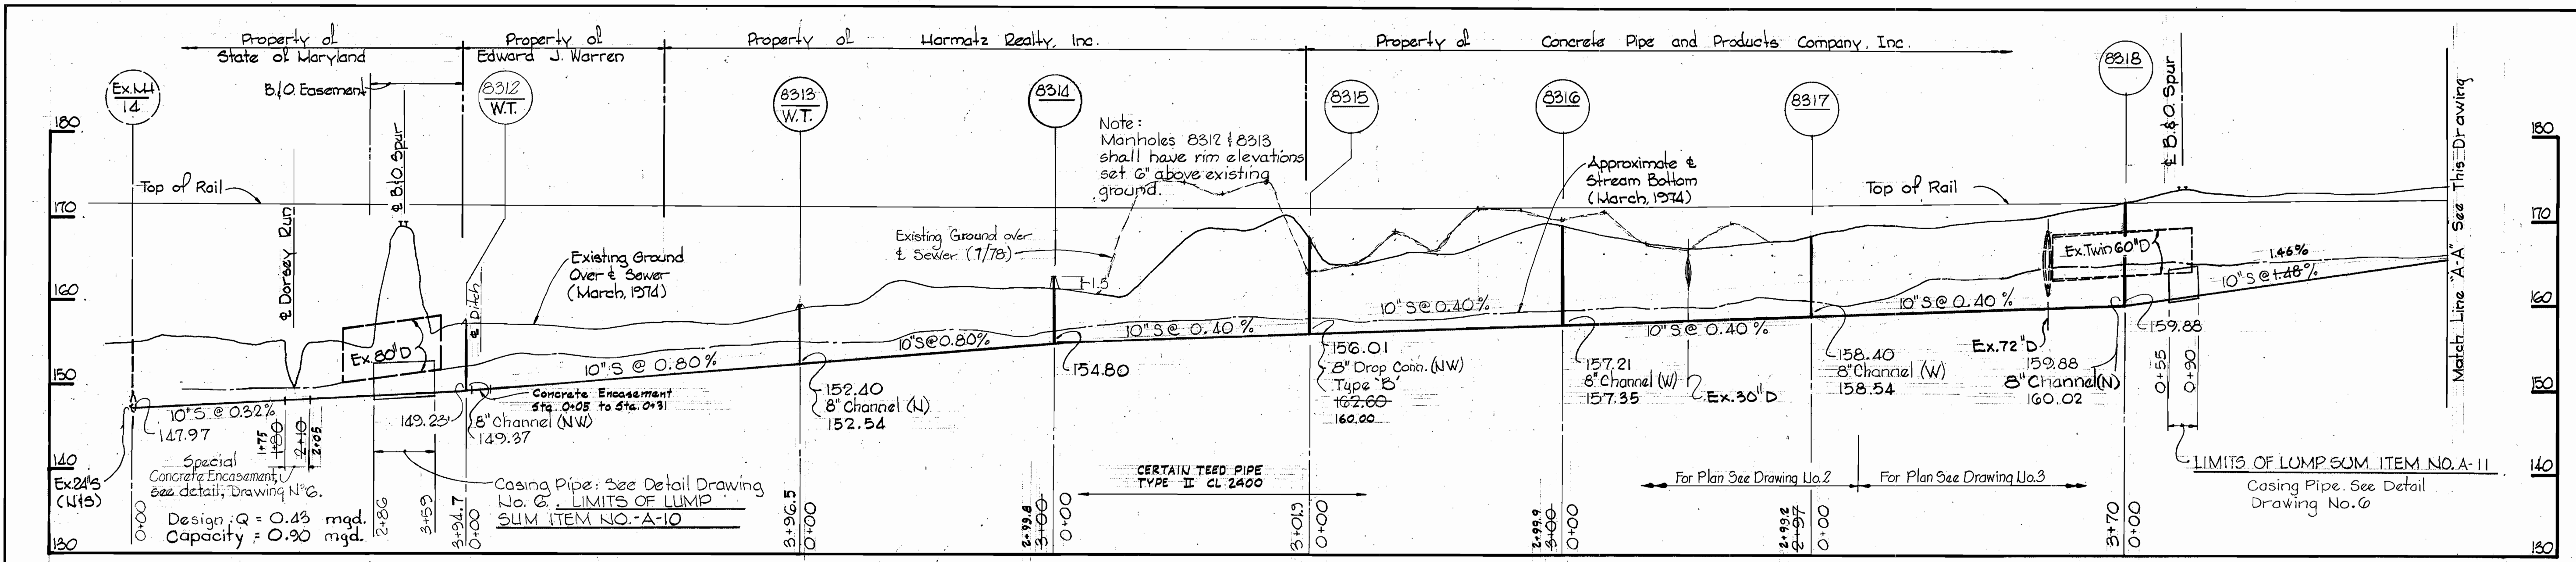 Property of
State of Maryland
Property of
Edward J. Warren
Property of Harmatz Realty, Inc.
Property of Concrete Pipe and Products Company, Inc.
B.&O. Easement
Ex.MH
14
8312
W.T.
8313
W.T.
8314
8315
8316
8317
8318
180
170
160
150
140
130
180
170
160
150
140
130
Top of Rail
℄ Dorsey Run
℄ B.&O. Spur
℄ Ditch
Existing Ground
Over ℄ Sewer
(March, 1974)
Existing Ground over
℄ Sewer (7/78)
Note:
Manholes 8312 & 8313
shall have rim elevations
set 6" above existing
ground.
1.5
Approximate ℄
Stream Bottom
(March, 1974)
Top of Rail
℄ B.&O. Spur
Match Line "A-A" See This Drawing
Ex. 80"D
Ex. Twin 60"D
10"S @ 0.32%
10"S @ 0.80%
10"S @ 0.80%
10"S @ 0.40%
10"S @ 0.40%
10"S @ 0.40%
10"S @ 0.40%
1.46%
10"S @ 1.48%
147.97
1+75
1+80
2+10
2+05
Special
Concrete Encasement,
see detail, Drawing Nº6.
Ex.24"S
(N&S)
Design: Q = 0.43 mgd.
Capacity = 0.90 mgd.
149.23
8" Channel (NW)
149.37
Concrete Encasement
Sta. 0+05 to Sta. 0+31
Casing Pipe: See Detail Drawing
No. 6. LIMITS OF LUMP
SUM ITEM NO.-A-10
152.40
8" Channel (N)
152.54
154.80
CERTAIN TEED PIPE
TYPE II CL 2400
156.01
8" Drop Conn. (NW)
Type "B"
162.60
160.00
157.21
8" Channel (W)
157.35
Ex. 30"D
158.40
8" Channel (W)
158.54
Ex. 72"D
159.88
8" Channel (N)
160.02
159.88
0+55
0+90
For Plan See Drawing No.2
For Plan See Drawing No.3
LIMITS OF LUMP SUM ITEM NO. A-11
Casing Pipe. See Detail
Drawing No.6
0+00
2+86
3+59
3+94.7
0+00
3+96.5
0+00
2+99.8
3+00
0+00
3+01.9
0+00
2+99.9
3+00
0+00
2+99.2
2+97
0+00
3+70
0+00